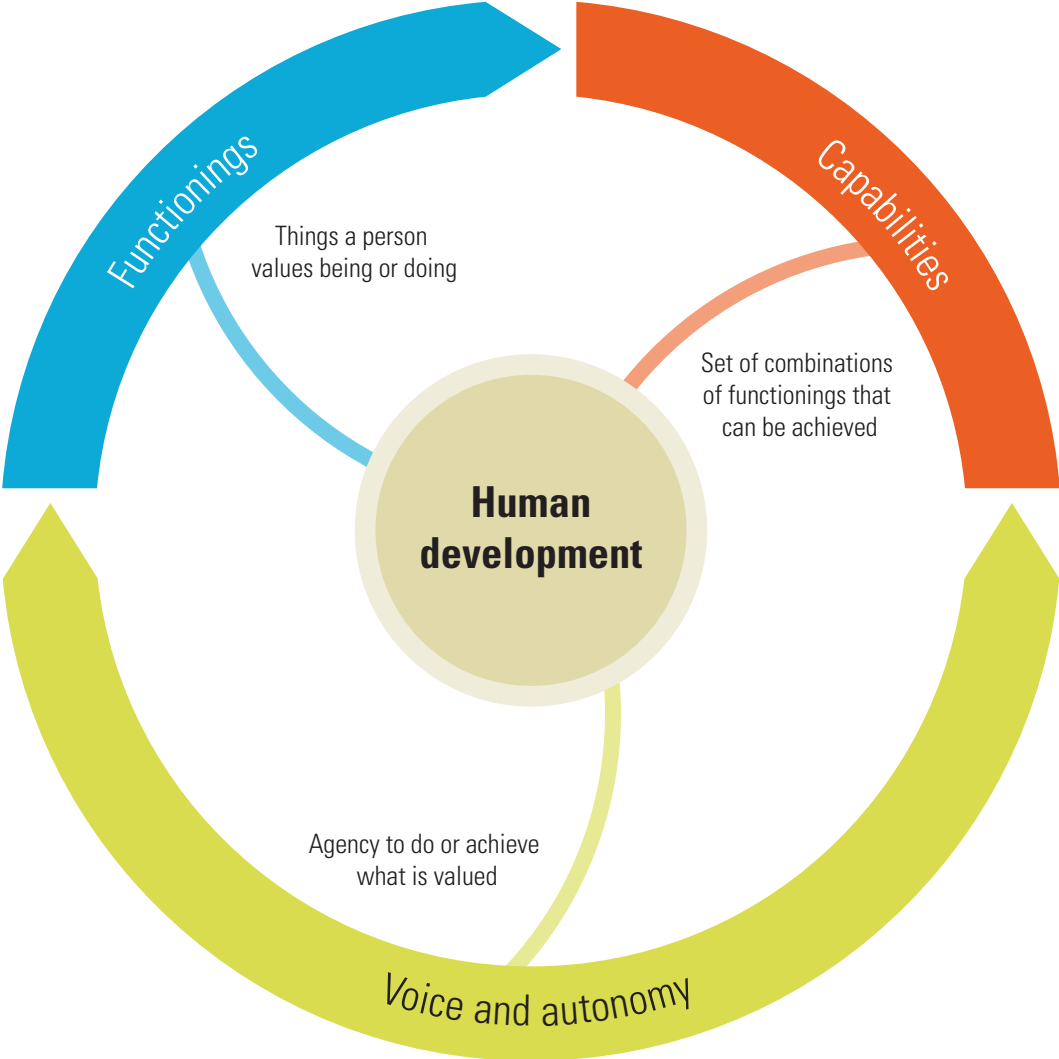 Functionings
Things a person
values being or doing
Capabilities
Set of combinations
of functionings that
can be achieved
Human
development
Agency to do or achieve
what is valued
Voice and autonomy